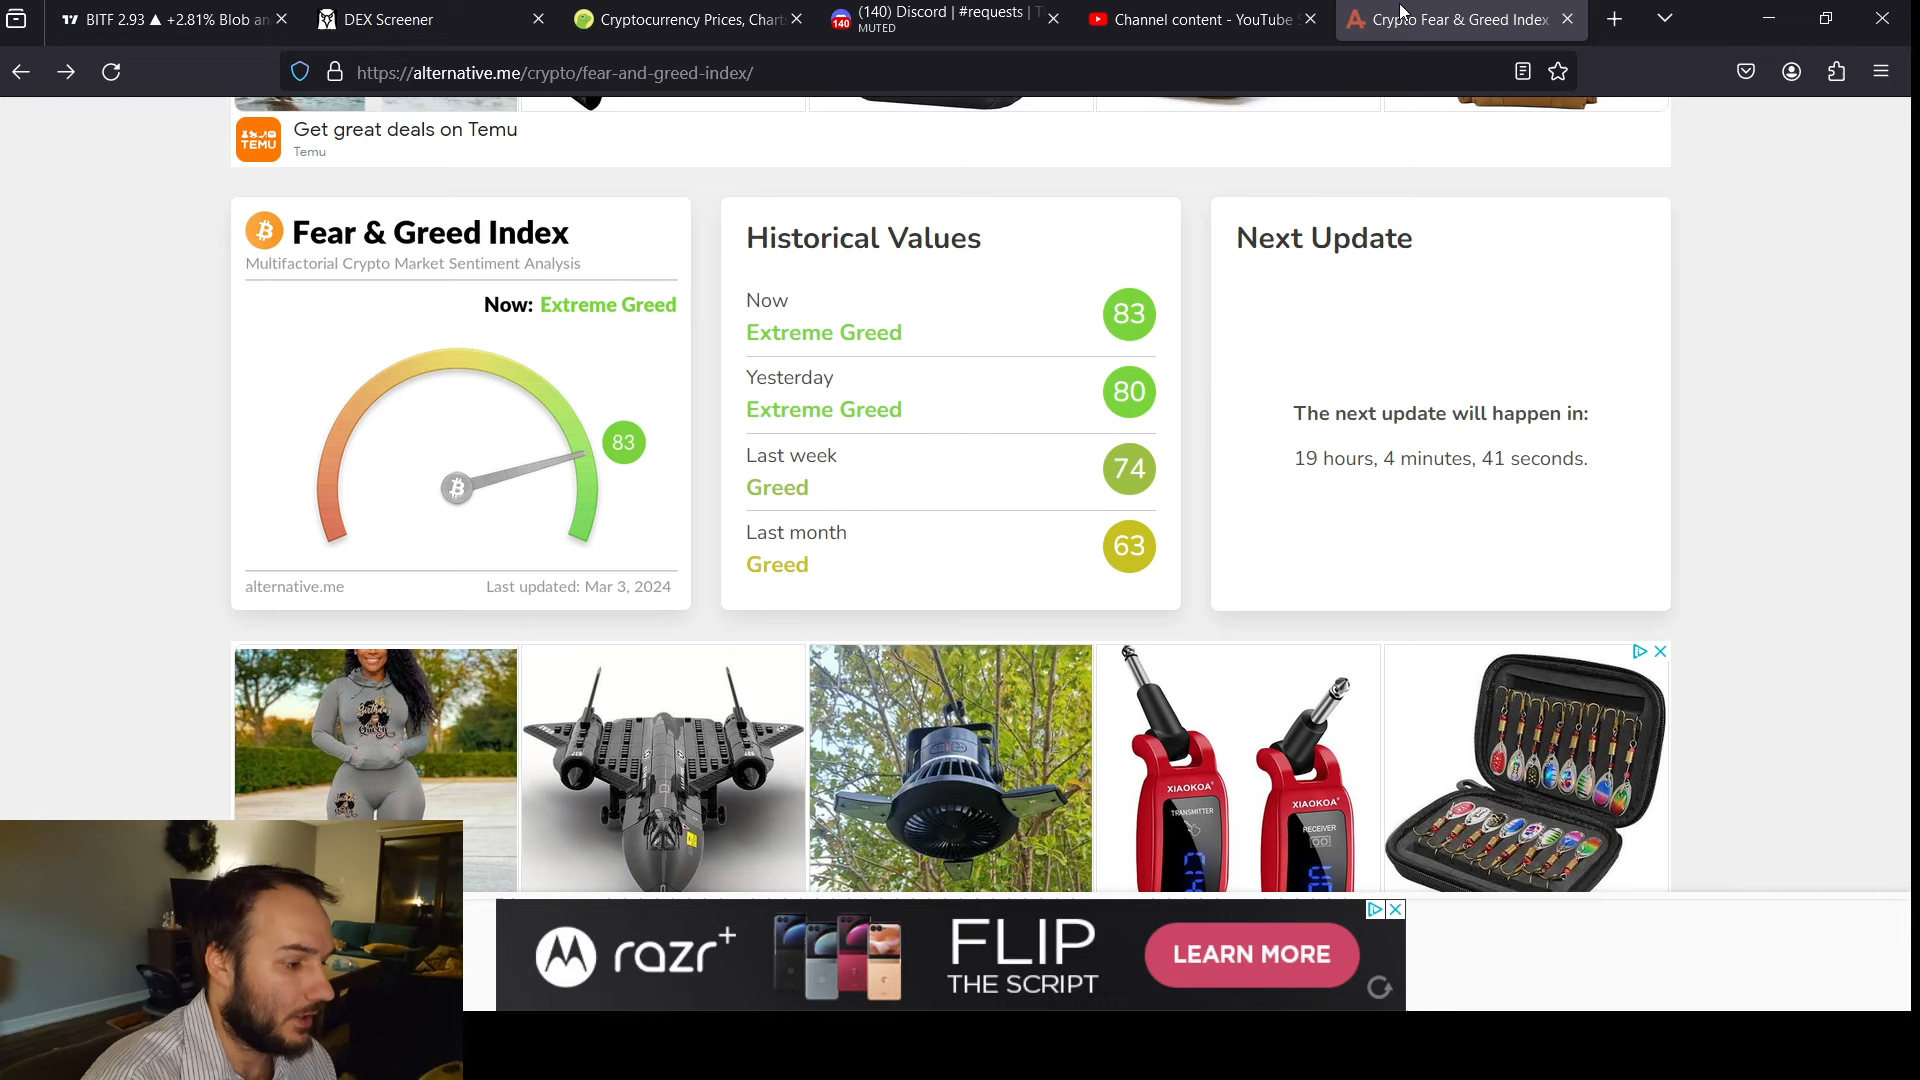 BITF 2.93 ▲ +2.81% Blob an
DEX Screener
Cryptocurrency Prices, Chart
(140) Discord | #requests | T
MUTED
Channel content - YouTube S
Crypto Fear & Greed Index
140
https://alternative.me/crypto/fear-and-greed-index/
TEMU
Get great deals on Temu
Temu
Fear & Greed Index
Multifactorial Crypto Market Sentiment Analysis
Now: Extreme Greed
83
alternative.me
Last updated: Mar 3, 2024
Historical Values
Now
Extreme Greed
83
Yesterday
Extreme Greed
80
Last week
Greed
74
Last month
Greed
63
Next Update
The next update will happen in:
19 hours, 4 minutes, 41 seconds.
Birthday
Queen
XIAOKOA
TRANSMITTER
XIAOKOA
RECEIVER
razr+
FLIP
THE SCRIPT
LEARN MORE